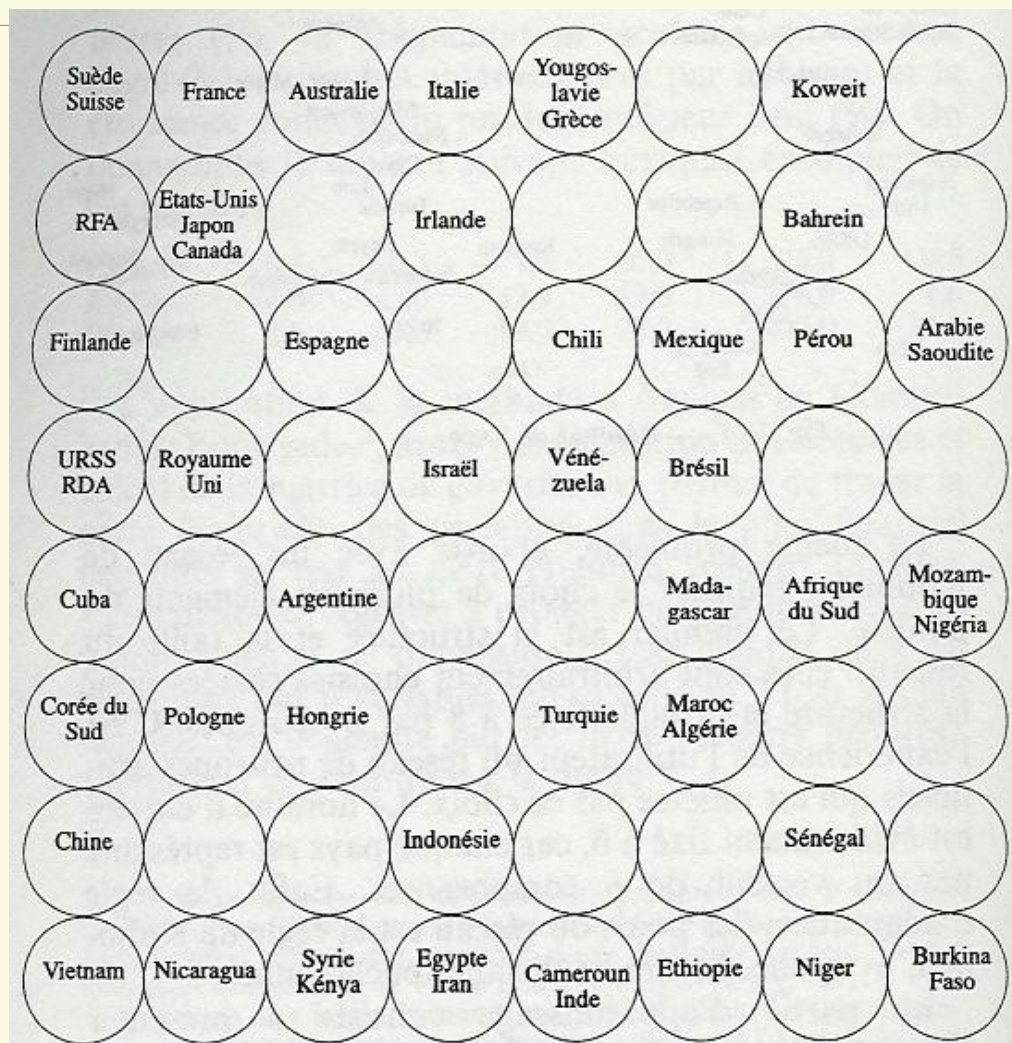 Suède
Suisse
France
Australie
Italie
Yougos-
lavie
Grèce
Koweit
RFA
Etats-Unis
Japon
Canada
Irlande
Bahrein
Finlande
Espagne
Chili
Mexique
Pérou
Arabie
Saoudite
URSS
RDA
Royaume
Uni
Israël
Véné-
zuela
Brésil
Cuba
Argentine
Mada-
gascar
Afrique
du Sud
Mozam-
bique
Nigéria
Corée du
Sud
Pologne
Hongrie
Turquie
Maroc
Algérie
Chine
Indonésie
Sénégal
Vietnam
Nicaragua
Syrie
Kénya
Egypte
Iran
Cameroun
Inde
Ethiopie
Niger
Burkina
Faso